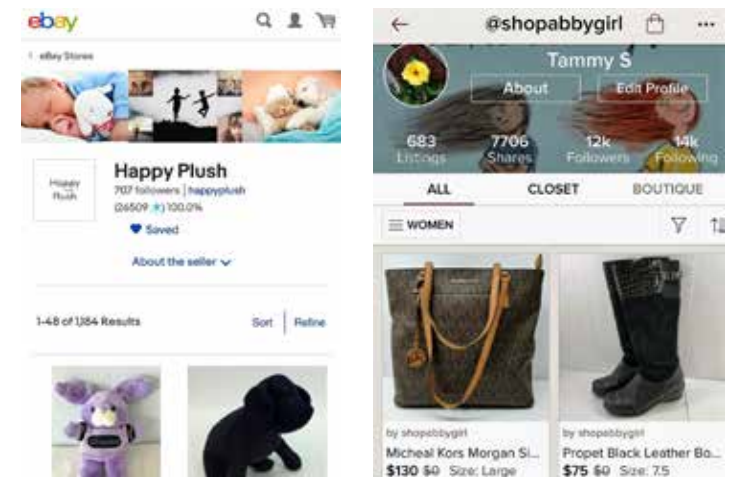 ebay
eBay Stores
Happy Plush
Happy Plush
707 followers | happyplush
(26509) 100.0%
Saved
About the seller
1-48 of 1,184 Results
Sort
Refine
@shopabbygirl
Tammy S
About
Edit Profile
683
7706
12k
14k
Listings
Shares
Followers
Following
ALL
CLOSET
BOUTIQUE
WOMEN
by shopabbygirl
Micheal Kors Morgan Si...
$130 $0 Size: Large
by shopabbygirl
Propet Black Leather Bo...
$75 $0 Size: 7.5